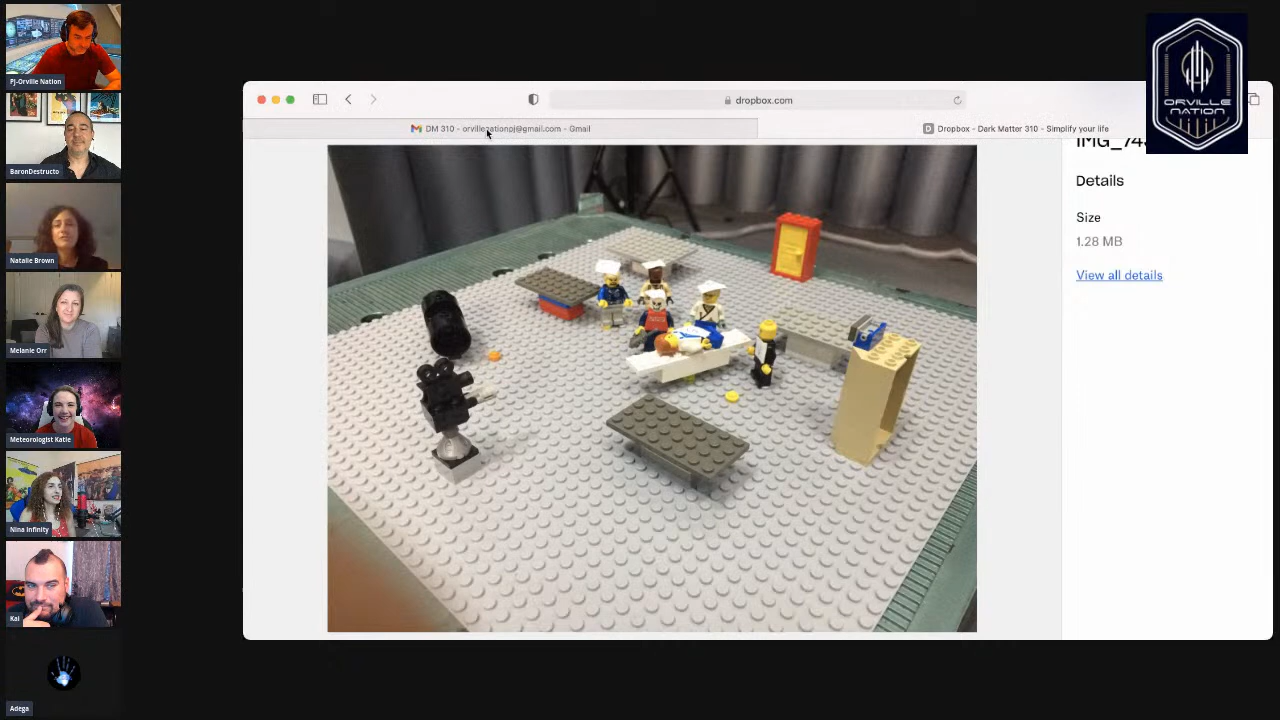 PJ-Orville Nation
BaronDestructo
Natalie Brown
Melanie Orr
Meteorologist Katie
Nina Infinity
Kai
Adega
dropbox.com
DM 310 - orvillenationpj@gmail.com - Gmail
Dropbox - Dark Matter 310 - Simplify your life
ORVILLE
NATION
Details
Size
1.28 MB
View all details